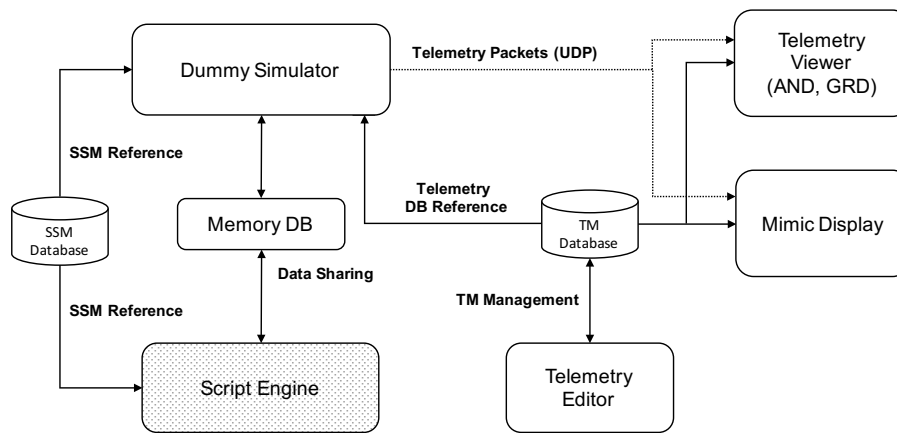 Dummy Simulator
Telemetry Packets (UDP)
Telemetry
Viewer
(AND, GRD)
SSM Reference
Telemetry
DB Reference
SSM
Database
Memory DB
TM
Database
Mimic Display
Data Sharing
SSM Reference
TM Management
Script Engine
Telemetry
Editor